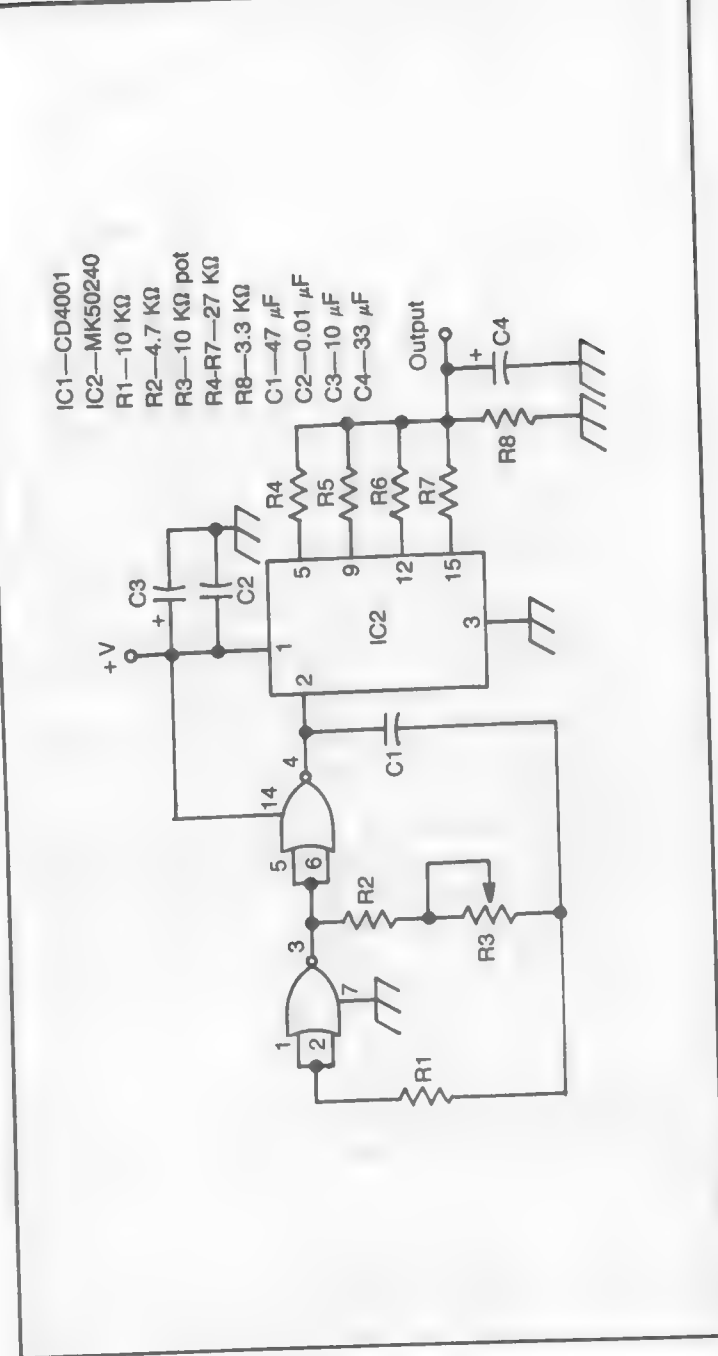 IC1—CD4001
IC2—MK50240
R1—10 KΩ
R2—4.7 KΩ
R3—10 KΩ pot
R4-R7—27 KΩ
R8—3.3 KΩ
C1—47 μF
C2—0.01 μF
C3—10 μF
C4—33 μF
+V
C3
+
C2
14
1
2
IC2
3
5
9
12
15
R4
R5
R6
R7
R8
Output
+
C4
4
5
6
3
1
2
7
R1
R2
R3
C1